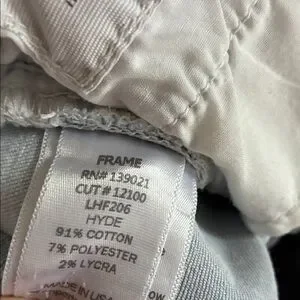 FRAME
RN# 139021
CUT# 12100
LHF206
HYDE
91% COTTON
7% POLYESTER
2% LYCRA
MADE IN USA